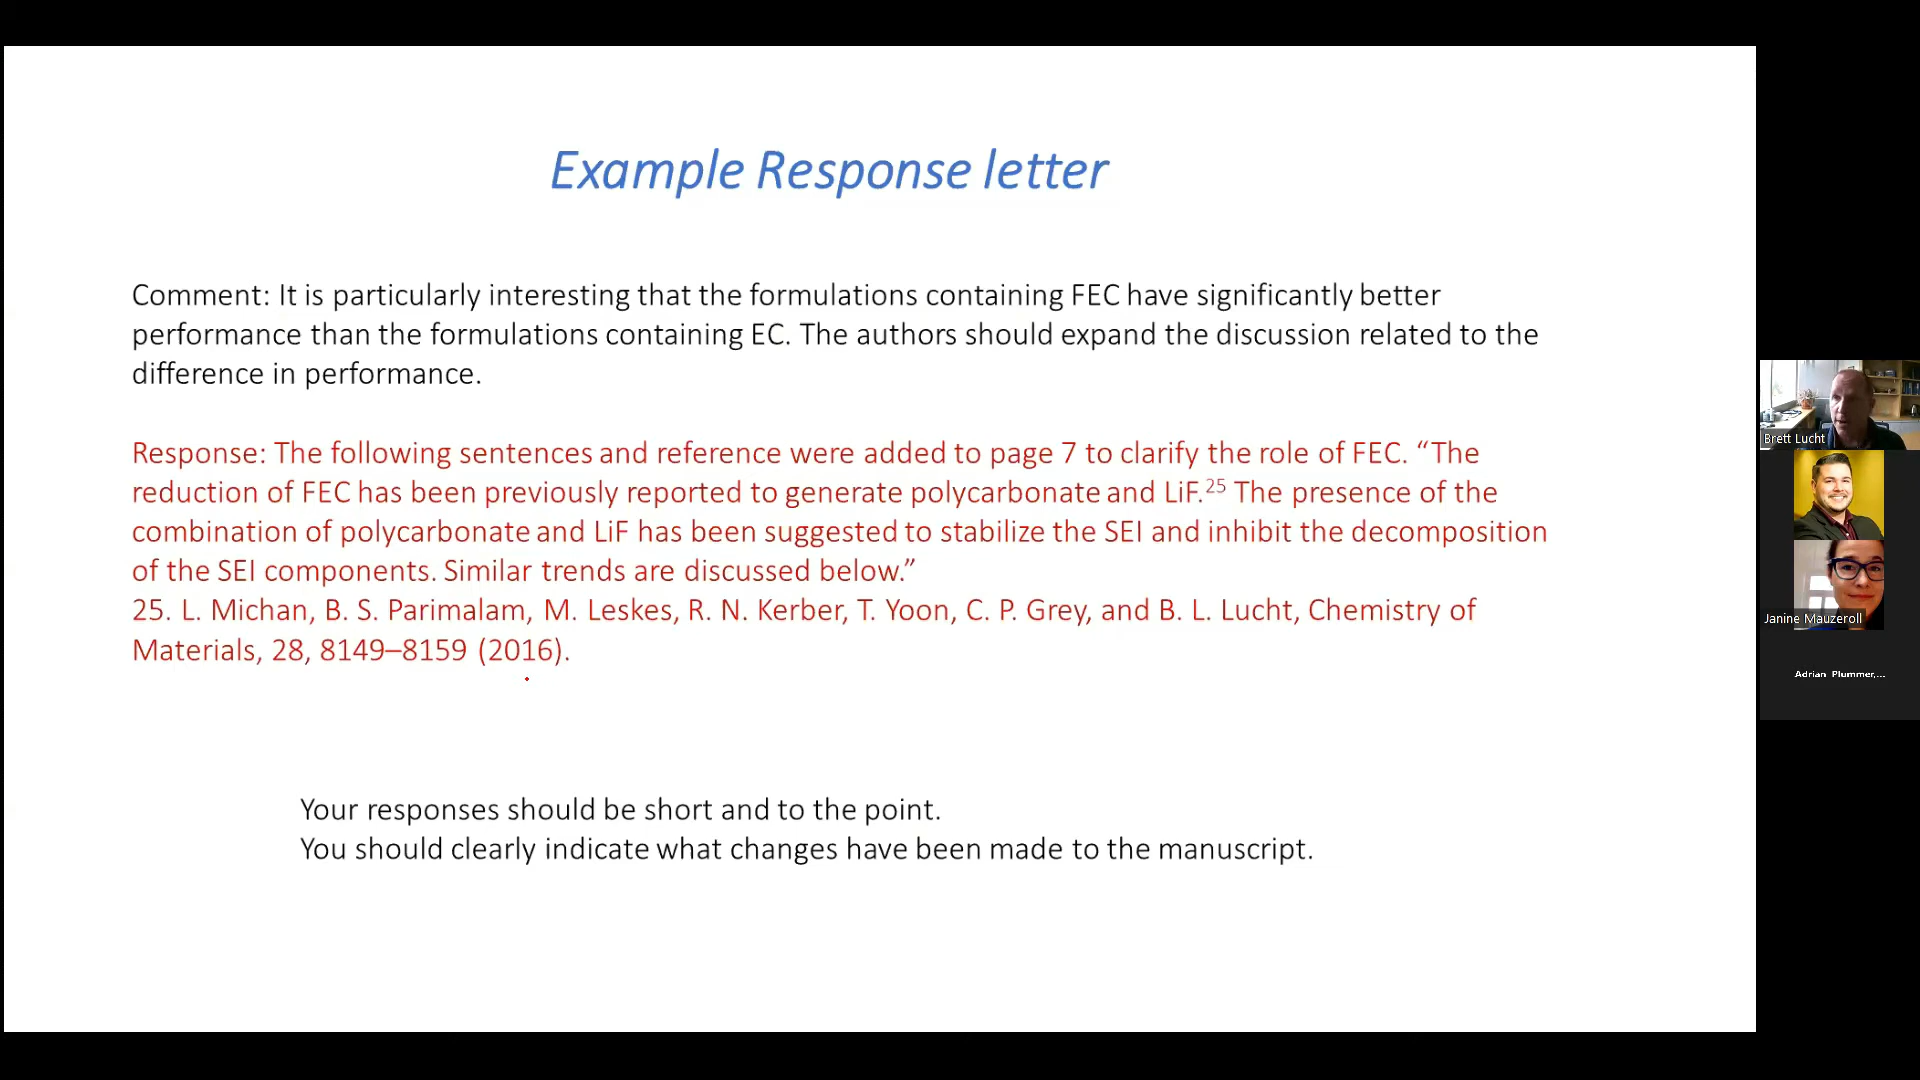 Example Response letter
Comment: It is particularly interesting that the formulations containing FEC have significantly better
performance than the formulations containing EC. The authors should expand the discussion related to the
difference in performance.
Response: The following sentences and reference were added to page 7 to clarify the role of FEC. “The
reduction of FEC has been previously reported to generate polycarbonate and LiF.25 The presence of the
combination of polycarbonate and LiF has been suggested to stabilize the SEI and inhibit the decomposition
of the SEI components. Similar trends are discussed below.”
25. L. Michan, B. S. Parimalam, M. Leskes, R. N. Kerber, T. Yoon, C. P. Grey, and B. L. Lucht, Chemistry of
Materials, 28, 8149–8159 (2016).
Your responses should be short and to the point.
You should clearly indicate what changes have been made to the manuscript.
Brett Lucht
Janine Mauzeroll
Adrian Plummer,...